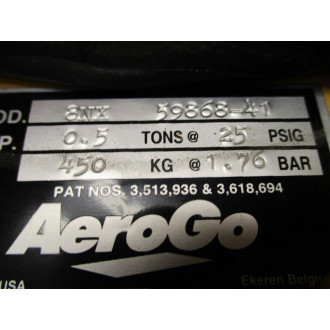 OD. 8NX 59868-41
P. 0.5 TONS @ 25 PSIG
450 KG @ 1.76 BAR
PAT NOS. 3,513,936 & 3,618,694
AeroGo
USA Ekeren Belgi